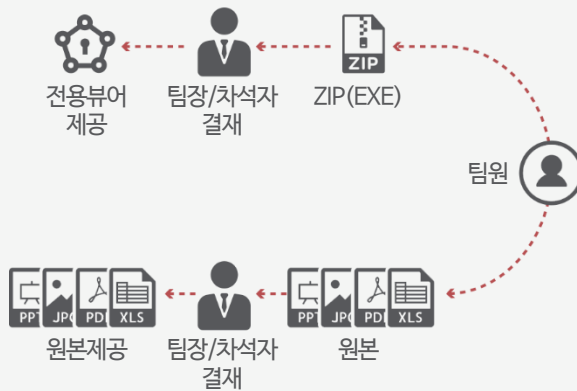 ZIP
전용뷰어
제공
팀장/차석자
결재
ZIP(EXE)
팀원
PPT JPG PDF XLS
원본제공
팀장/차석자
결재
PPT JPG PDF XLS
원본